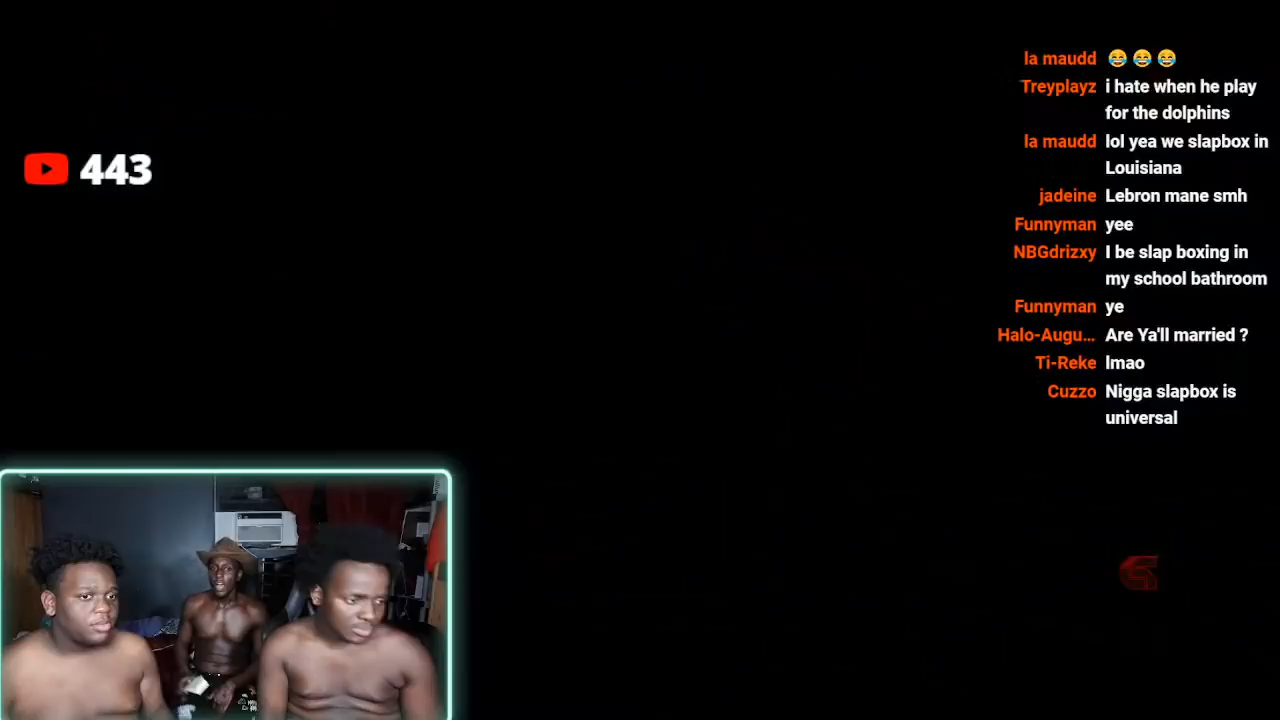 la maudd 😂 😂 😂
Treyplayz i hate when he play
for the dolphins
la maudd lol yea we slapbox in
Louisiana
jadeine Lebron mane smh
Funnyman yee
NBGdrizxy I be slap boxing in
my school bathroom
Funnyman ye
Halo-Augu... Are Ya'll married ?
Ti-Reke lmao
Cuzzo Nigga slapbox is
universal
443